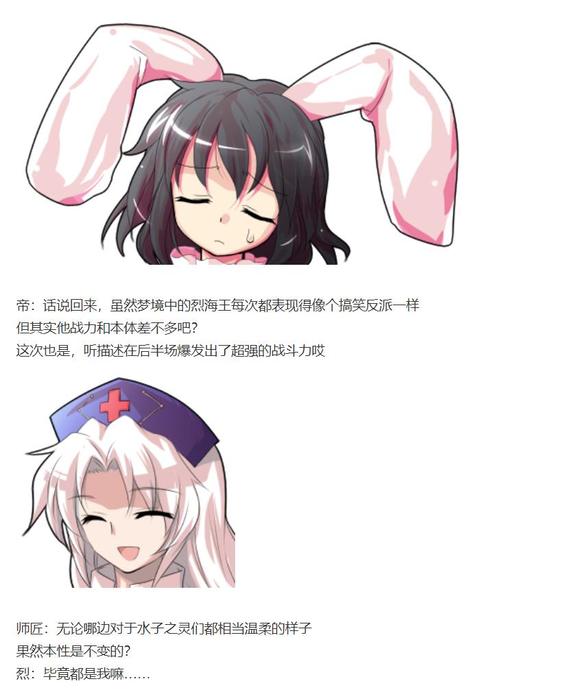 帝：话说回来，虽然梦境中的烈海王每次都表现得像个搞笑反派一样
但其实他战力和本体差不多吧？
这次也是，听描述在后半场爆发出了超强的战斗力哎
师匠：无论哪边对于水子之灵们都相当温柔的样子
果然本性是不变的？
烈：毕竟都是我嘛……